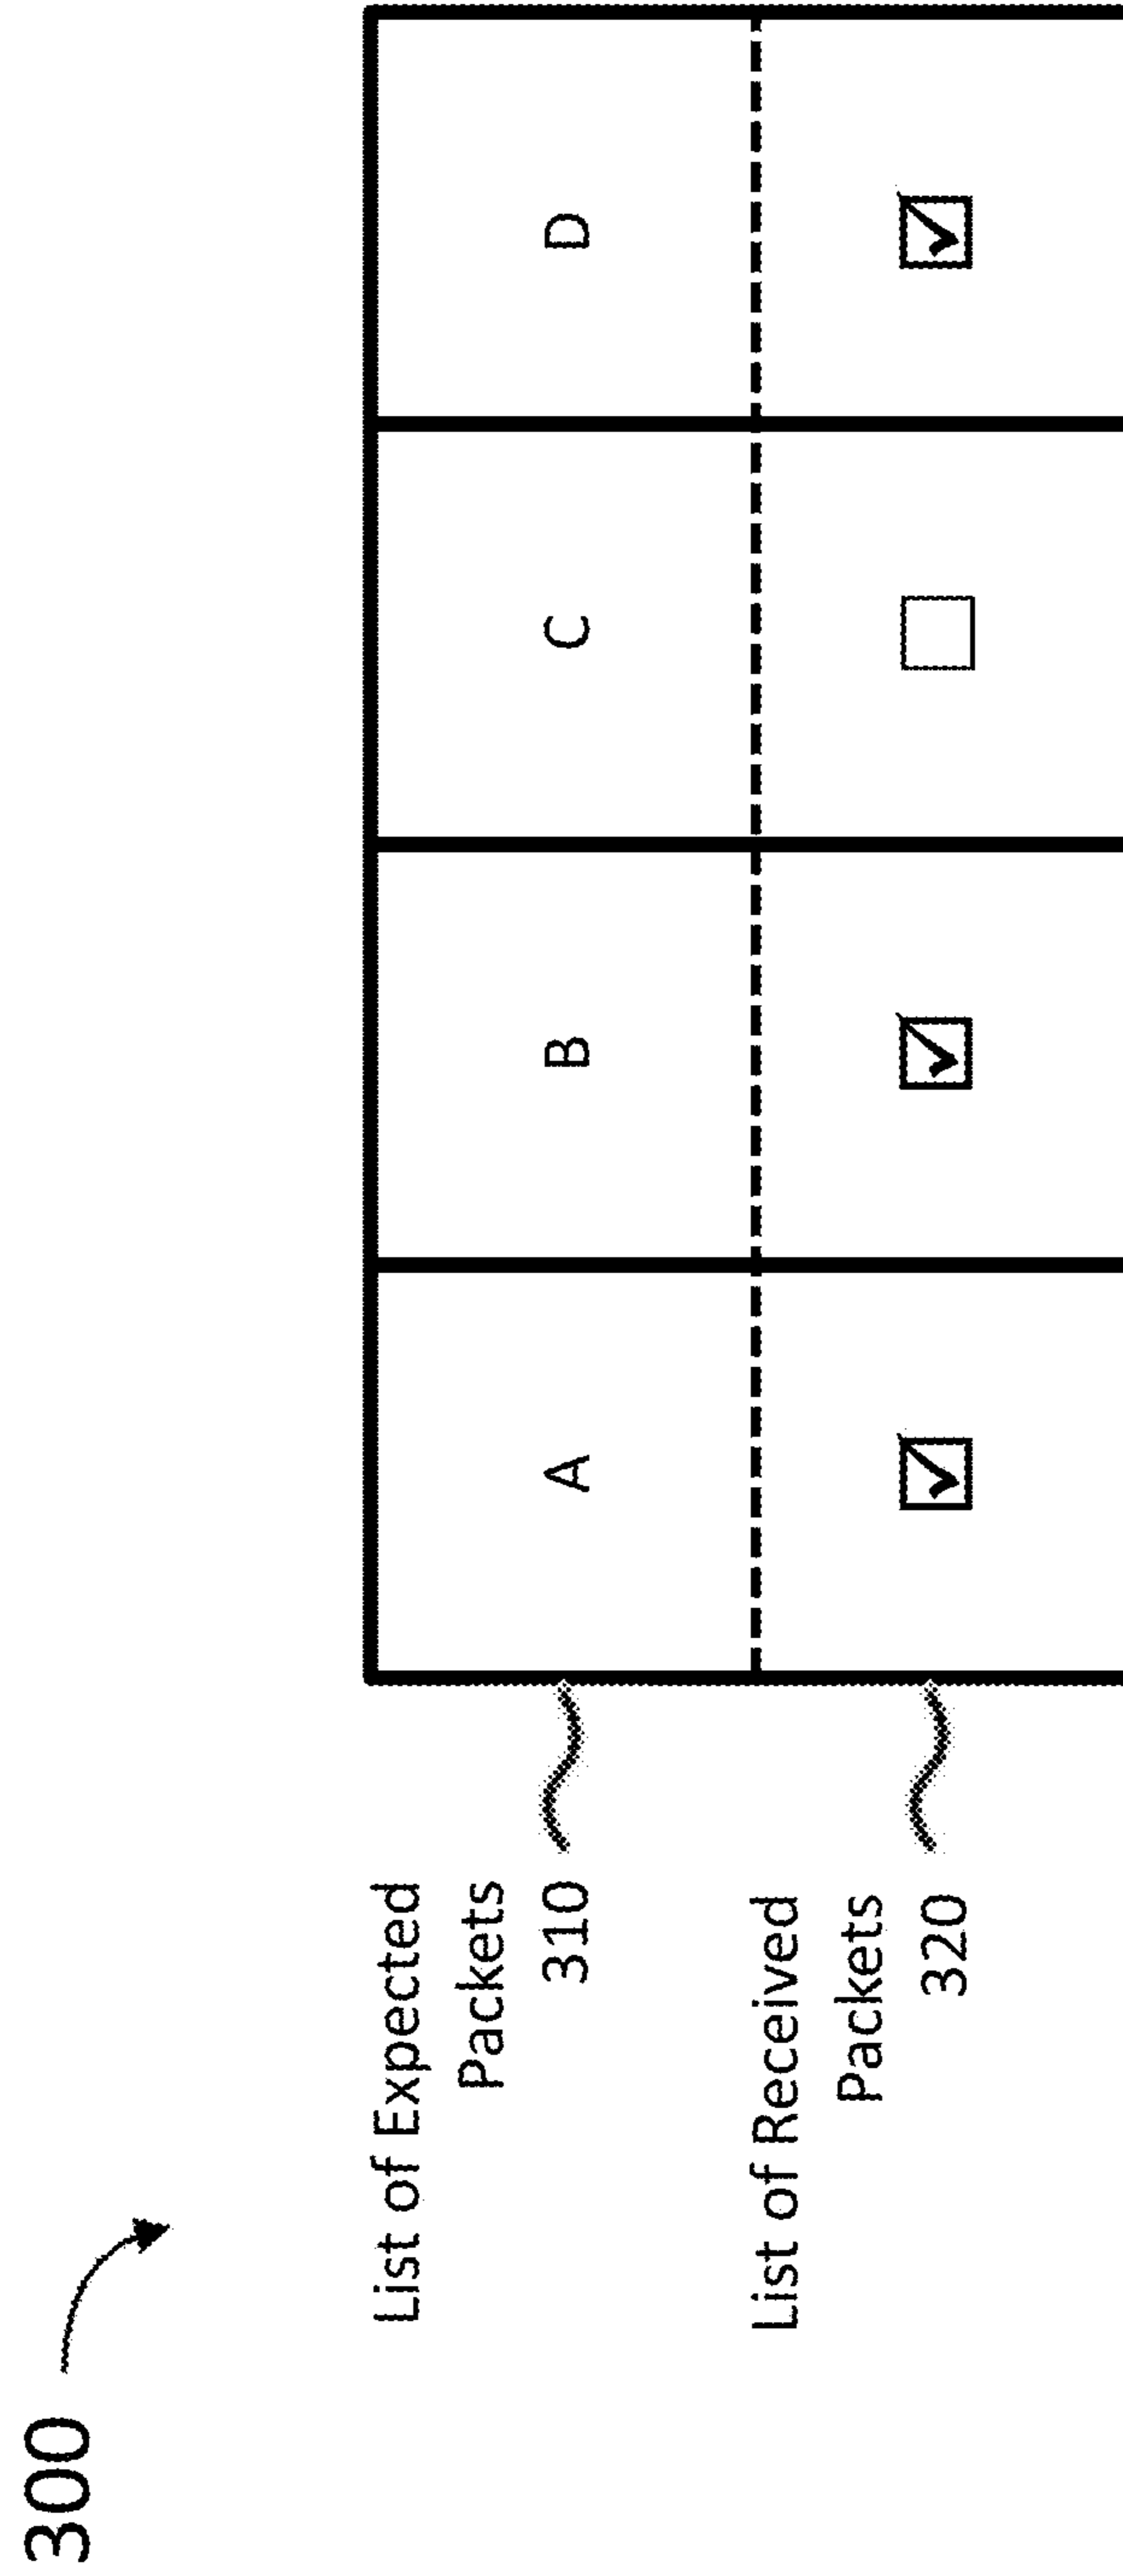 300
List of Expected
Packets
310
A B C D
List of Received
Packets
320